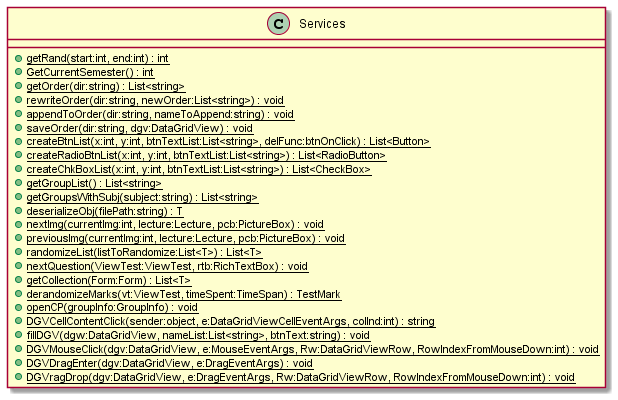 C Services
getRand(start:int, end:int) : int
GetCurrentSemester() : int
getOrder(dir:string) : List<string>
rewriteOrder(dir:string, newOrder:List<string>) : void
appendToOrder(dir:string, nameToAppend:string) : void
saveOrder(dir:string, dgv:DataGridView) : void
createBtnList(x:int, y:int, btnTextList:List<string>, delFunc:btnOnClick) : List<Button>
createRadioBtnList(x:int, y:int, btnTextList:List<string>) : List<RadioButton>
createChkBoxList(x:int, y:int, btnTextList:List<string>) : List<CheckBox>
getGroupList() : List<string>
getGroupsWithSubj(subject:string) : List<string>
deserializeObj(filePath:string) : T
nextImg(currentImg:int, lecture:Lecture, pcb:PictureBox) : void
previousImg(currentImg:int, lecture:Lecture, pcb:PictureBox) : void
randomizeList(listToRandomize:List<T>) : List<T>
nextQuestion(ViewTest:ViewTest, rtb:RichTextBox) : void
getCollection(Form:Form) : List<T>
derandomizeMarks(vt:ViewTest, timeSpent:TimeSpan) : TestMark
openCP(groupInfo:GroupInfo) : void
DGVCellContentClick(sender:object, e:DataGridViewCellEventArgs, colInd:int) : string
fillDGV(dgw:DataGridView, nameList:List<string>, btnText:string) : void
DGVMouseClick(dgv:DataGridView, e:MouseEventArgs, Rw:DataGridViewRow, RowIndexFromMouseDown:int) : void
DGVDragEnter(dgv:DataGridView, e:DragEventArgs) : void
DGVragDrop(dgv:DataGridView, e:DragEventArgs, Rw:DataGridViewRow, RowIndexFromMouseDown:int) : void